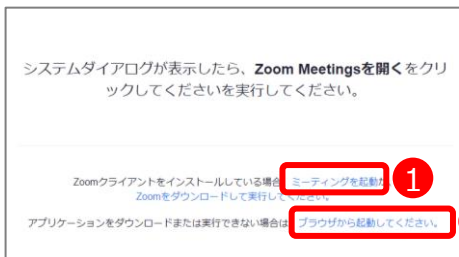 システムダイアログが表示したら、Zoom Meetingsを開くをクリ
ックしてくださいを実行してください。
Zoomクライアントをインストールしている場合 ミーティングを起動 1
Zoomをダウンロードして実行してください。
アプリケーションをダウンロードまたは実行できない場合は ブラウザから起動してください。